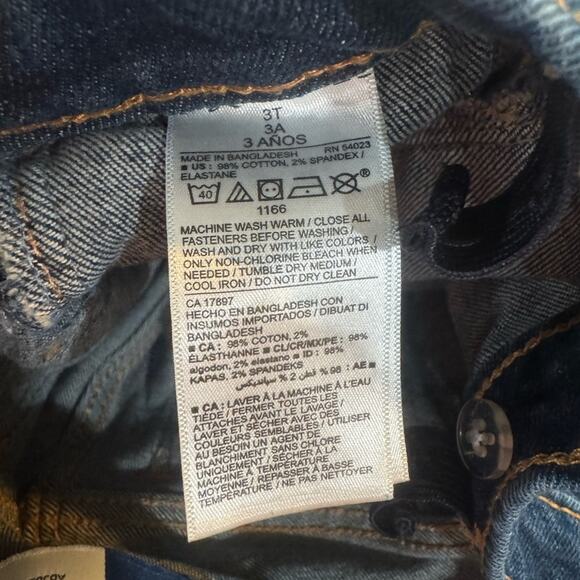 3T
3A
3 AÑOS
MADE IN BANGLADESH RN 54023
■ US : 98% COTTON, 2% SPANDEX /
ELASTANE
40 ®
1166
MACHINE WASH WARM / CLOSE ALL
FASTENERS BEFORE WASHING /
WASH AND DRY WITH LIKE COLORS /
ONLY NON-CHLORINE BLEACH WHEN
NEEDED / TUMBLE DRY MEDIUM /
COOL IRON / DO NOT DRY CLEAN
CA 17897
HECHO EN BANGLADESH CON
INSUMOS IMPORTADOS / DIBUAT DI
BANGLADESH
■ CA : 98% COTON, 2%
ÉLASTHANNE ■ CL/CR/MX/PE : 98%
algodon, 2% elastano ■ ID : 98%
KAPAS, 2% SPANDEKS
■ AE : 98 % قطن 2 % سباندیکس
■ CA : LAVER À LA MACHINE À L'EAU
TIÈDE / FERMER TOUTES LES
ATTACHES AVANT LE LAVAGE /
LAVER ET SÉCHER AVEC DES
COULEURS SEMBLABLES / UTILISER
AU BESOIN UN AGENT DE
BLANCHIMENT SANS CHLORE
UNIQUEMENT / SÉCHER À LA
MACHINE À TEMPÉRATURE
MOYENNE / REPASSER À BASSE
TEMPÉRATURE / NE PAS NETTOYER